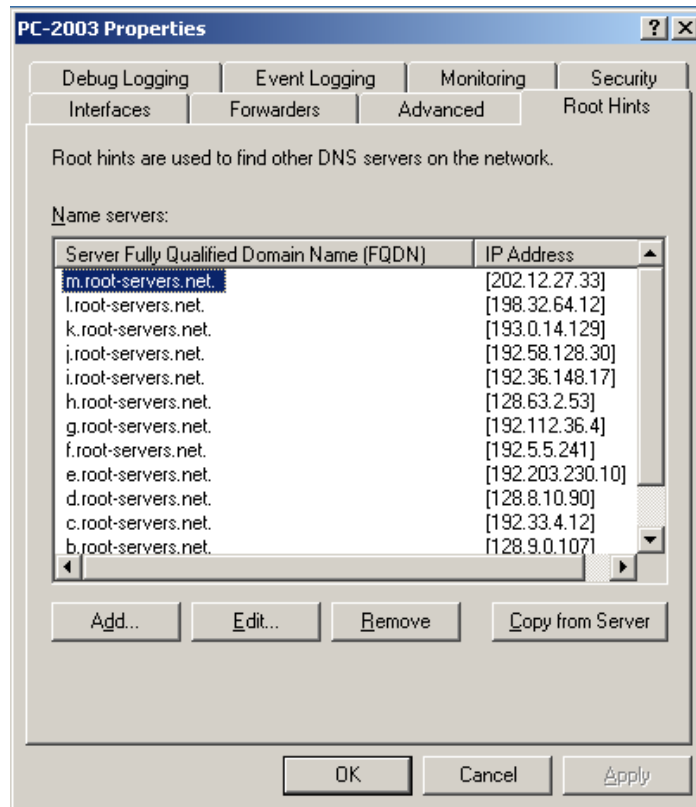 PC-2003 Properties
Debug Logging Event Logging Monitoring Security
Interfaces Forwarders Advanced Root Hints
Root hints are used to find other DNS servers on the network.
Name servers:
Server Fully Qualified Domain Name (FQDN) IP Address
m.root-servers.net. [202.12.27.33]
l.root-servers.net. [198.32.64.12]
k.root-servers.net. [193.0.14.129]
j.root-servers.net. [192.58.128.30]
i.root-servers.net. [192.36.148.17]
h.root-servers.net. [128.63.2.53]
g.root-servers.net. [192.112.36.4]
f.root-servers.net. [192.5.5.241]
e.root-servers.net. [192.203.230.10]
d.root-servers.net. [128.8.10.90]
c.root-servers.net. [192.33.4.12]
b.root-servers.net. [128.9.0.107]
Add... Edit... Remove Copy from Server
OK Cancel Apply